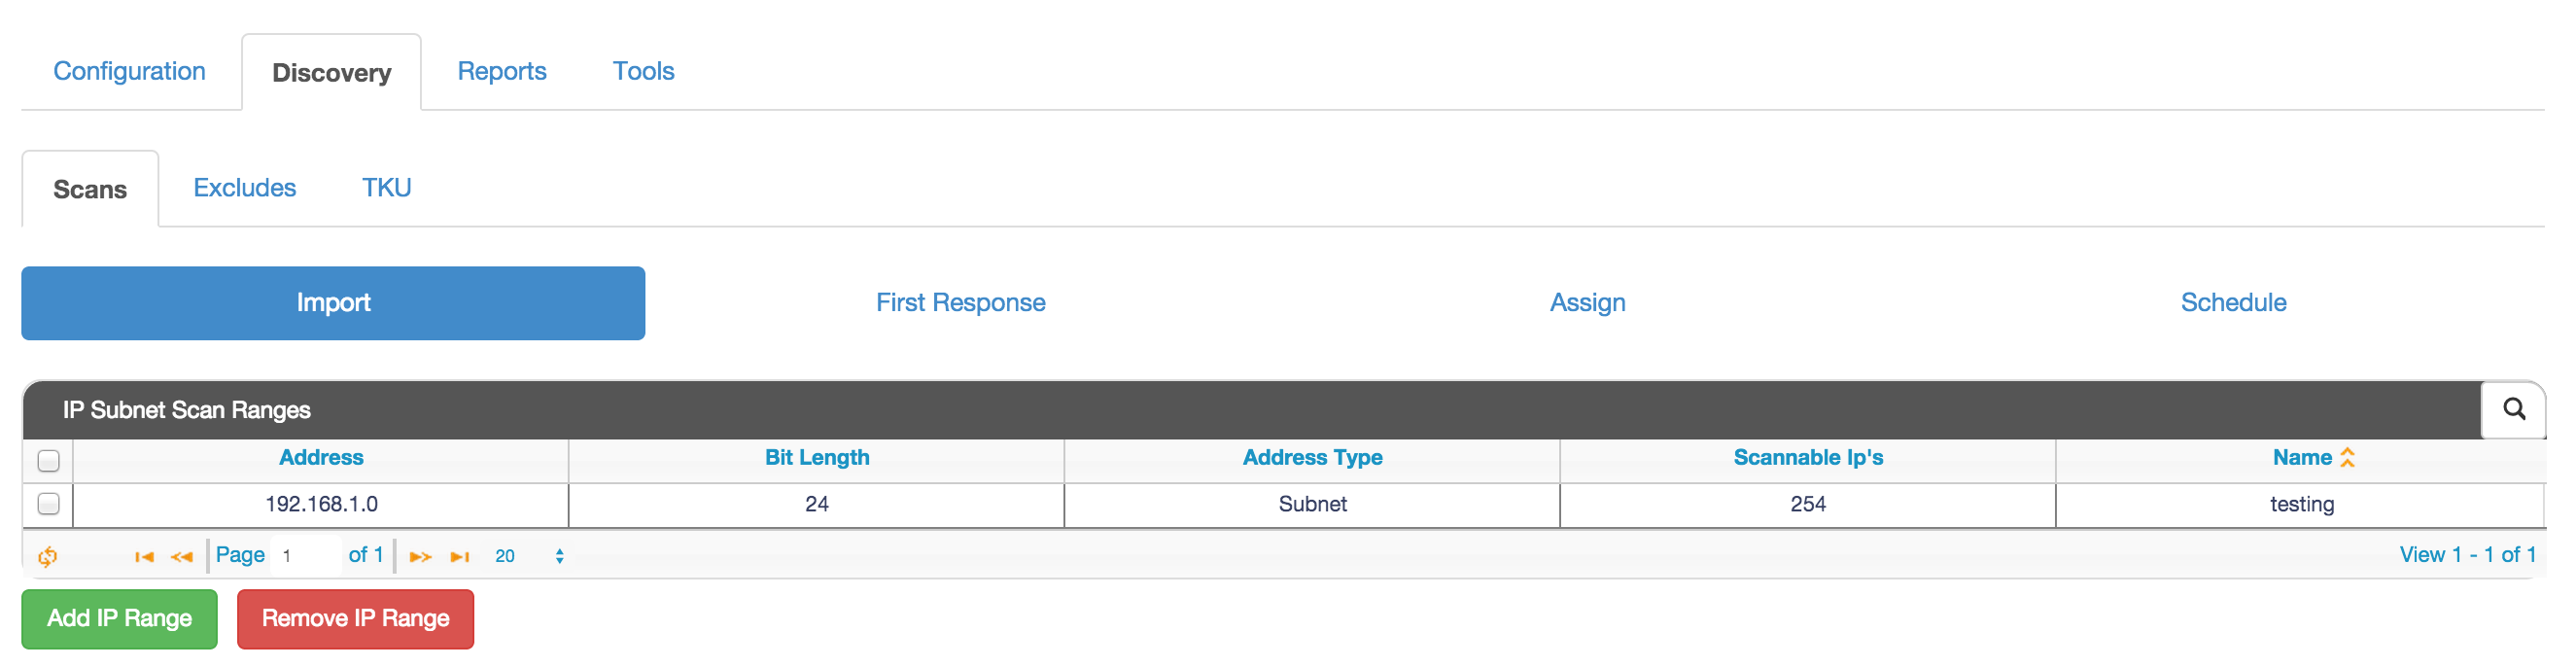 Configuration Discovery Reports Tools
Scans Excludes TKU
Import First Response Assign Schedule
IP Subnet Scan Ranges
Address Bit Length Address Type Scannable Ip's Name
192.168.1.0 24 Subnet 254 testing
Page 1 of 1 20 View 1 - 1 of 1
Add IP Range Remove IP Range